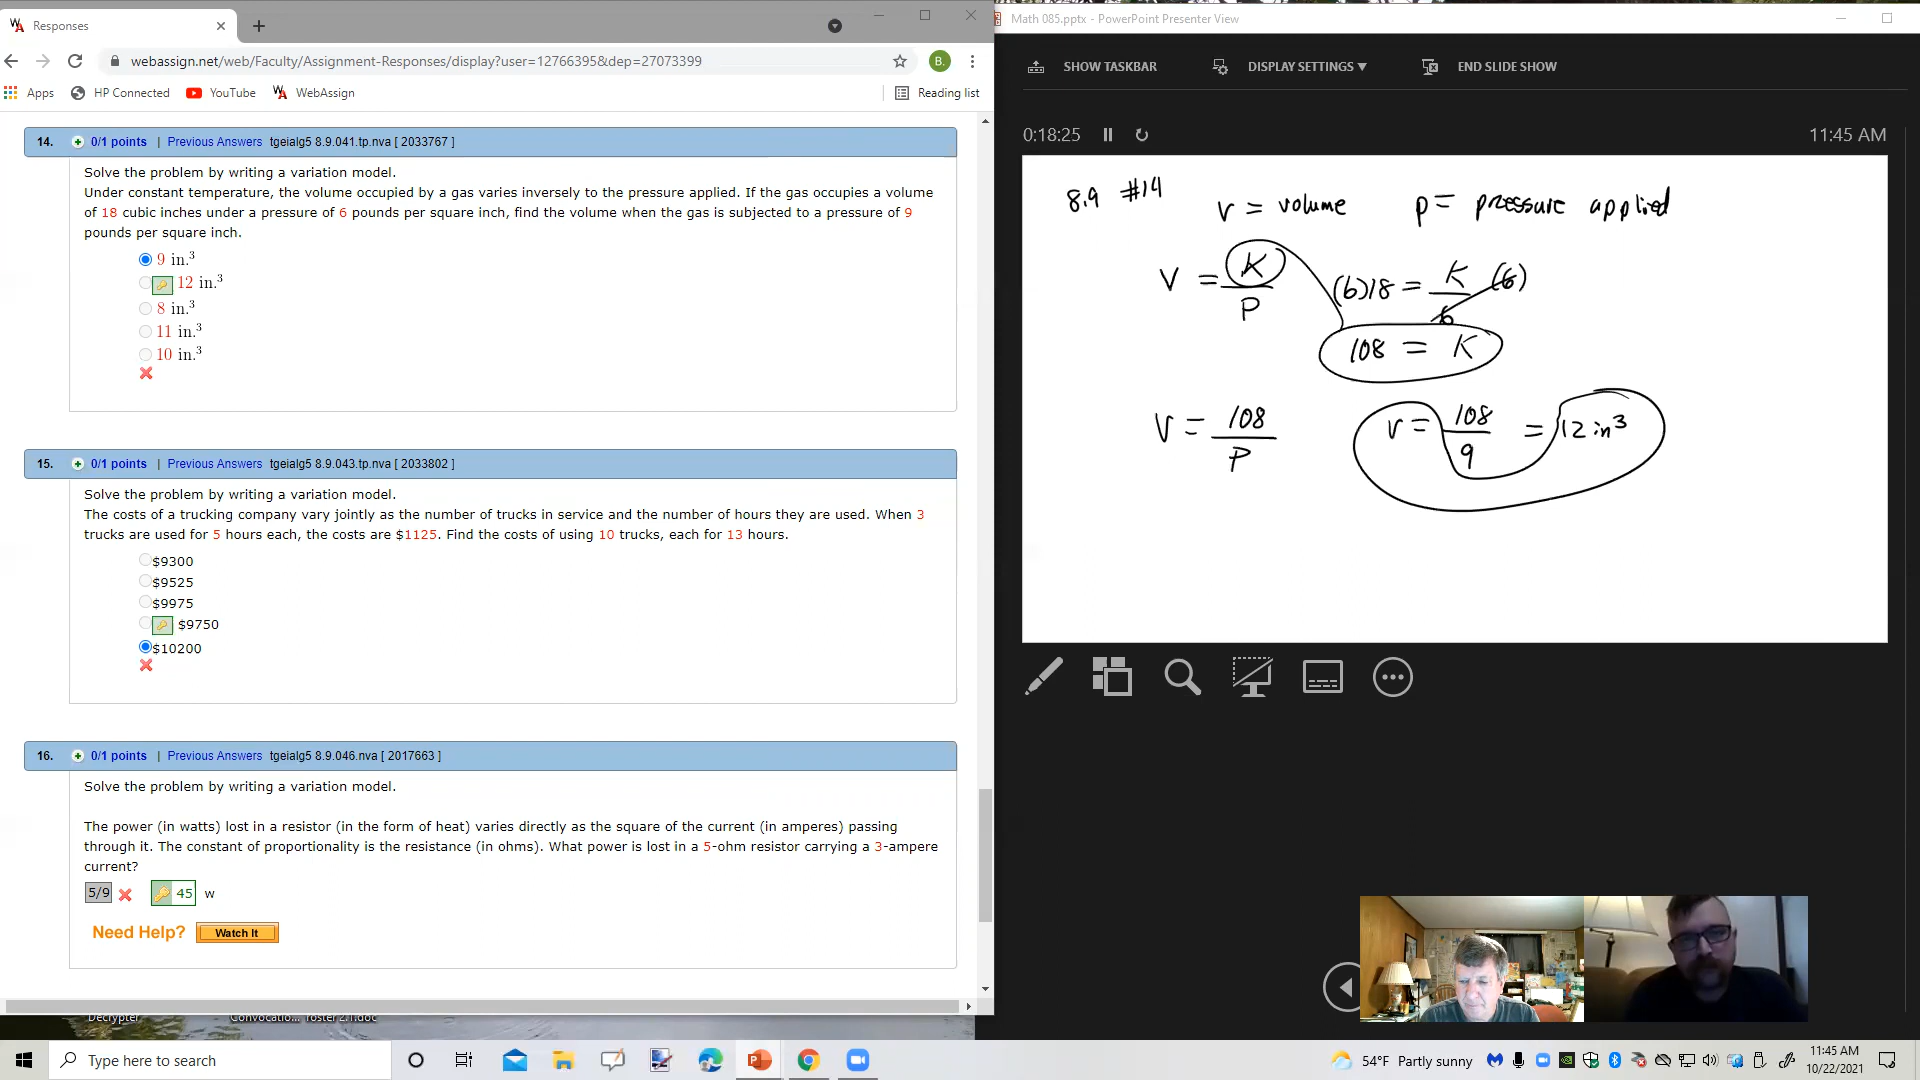 Responses
webassign.net/web/Faculty/Assignment-Responses/display?user=12766395&dep=27073399
B.
Apps HP Connected YouTube WebAssign Reading list
14. 0/1 points | Previous Answers tgeialg5 8.9.041.tp.nva [ 2033767 ]
Solve the problem by writing a variation model.
Under constant temperature, the volume occupied by a gas varies inversely to the pressure applied. If the gas occupies a volume
of 18 cubic inches under a pressure of 6 pounds per square inch, find the volume when the gas is subjected to a pressure of 9
pounds per square inch.
9 in.³
12 in.³
8 in.³
11 in.³
10 in.³
15. 0/1 points | Previous Answers tgeialg5 8.9.043.tp.nva [ 2033802 ]
Solve the problem by writing a variation model.
The costs of a trucking company vary jointly as the number of trucks in service and the number of hours they are used. When 3
trucks are used for 5 hours each, the costs are $1125. Find the costs of using 10 trucks, each for 13 hours.
$9300
$9525
$9975
$9750
$10200
16. 0/1 points | Previous Answers tgeialg5 8.9.046.nva [ 2017663 ]
Solve the problem by writing a variation model.
The power (in watts) lost in a resistor (in the form of heat) varies directly as the square of the current (in amperes) passing
through it. The constant of proportionality is the resistance (in ohms). What power is lost in a 5-ohm resistor carrying a 3-ampere
current?
5/9 45 w
Need Help? Watch It
Decrypter Convocatio... roster 271.doc
Math 085.pptx - PowerPoint Presenter View
SHOW TASKBAR DISPLAY SETTINGS ▼ END SLIDE SHOW
0:18:25 11:45 AM
8.9 #14
V = volume P = pressure applied
V = K / P (6)18 = K / 6 (6)
108 = K
V = 108 / P V = 108 / 9 = 12 in³
Type here to search
54°F Partly sunny
11:45 AM
10/22/2021